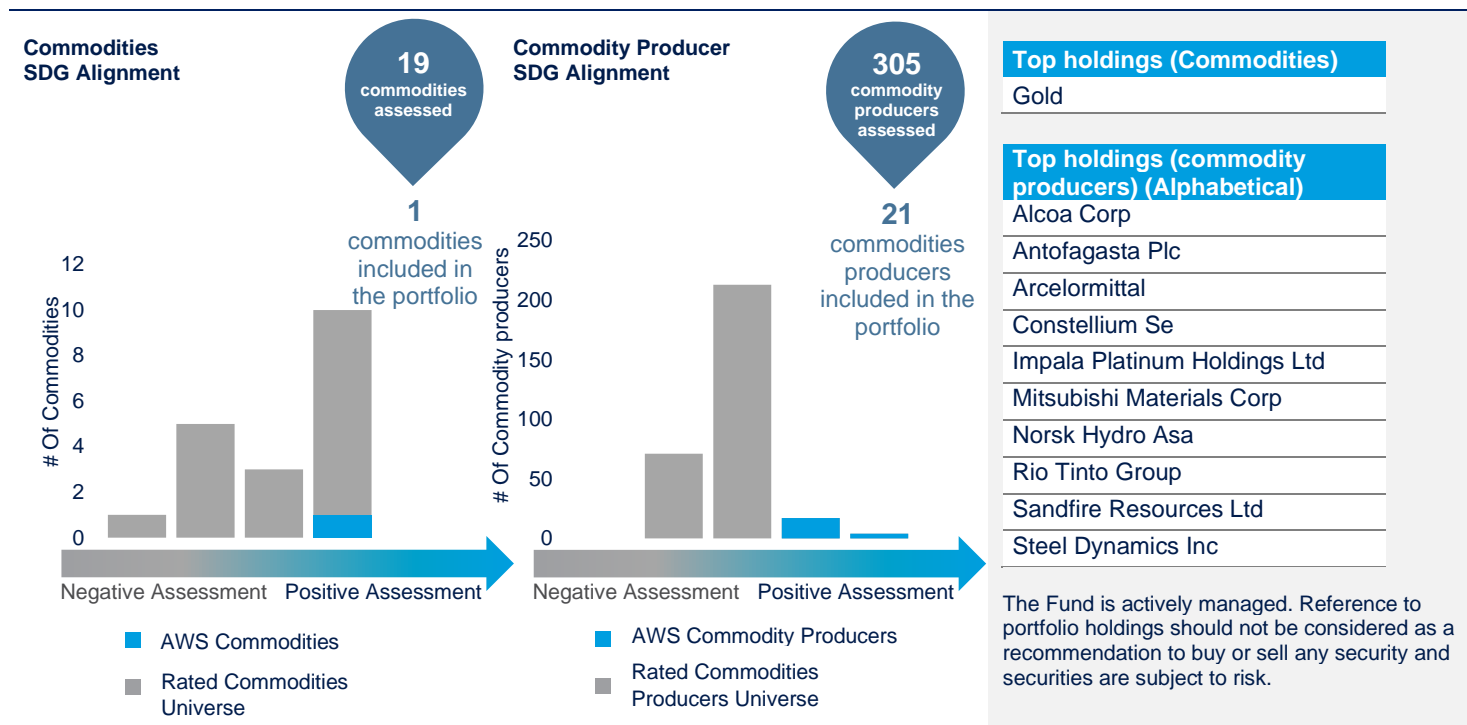 Commodities
SDG Alignment
19
commodities
assessed
1
commodities
included in
the portfolio
# Of Commodities
12
10
8
6
4
2
0
Negative Assessment Positive Assessment
AWS Commodities
Rated Commodities
Universe
Commodity Producer
SDG Alignment
305
commodity
producers
assessed
21
commodities
producers
included in the
portfolio
# Of Commodity producers
250
200
150
100
50
0
Negative Assessment Positive Assessment
AWS Commodity Producers
Rated Commodities
Producers Universe
Top holdings (Commodities)
Gold
Top holdings (commodity
producers) (Alphabetical)
Alcoa Corp
Antofagasta Plc
Arcelormittal
Constellium Se
Impala Platinum Holdings Ltd
Mitsubishi Materials Corp
Norsk Hydro Asa
Rio Tinto Group
Sandfire Resources Ltd
Steel Dynamics Inc
The Fund is actively managed. Reference to
portfolio holdings should not be considered as a
recommendation to buy or sell any security and
securities are subject to risk.